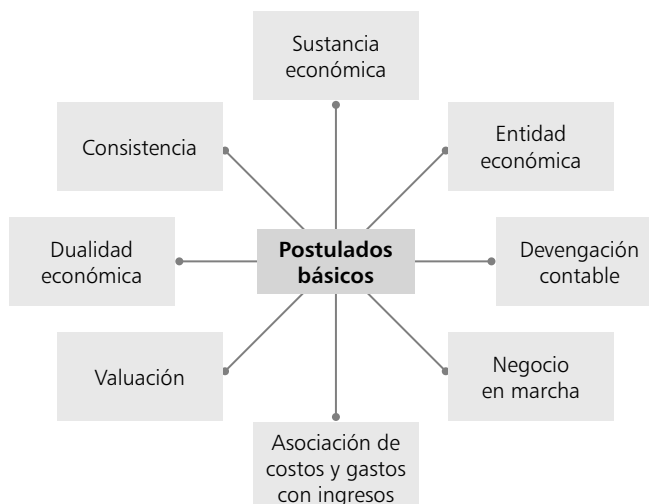 Sustancia
económica
Consistencia
Entidad
económica
Dualidad
económica
Postulados
básicos
Devengación
contable
Valuación
Negocio
en marcha
Asociación de
costos y gastos
con ingresos